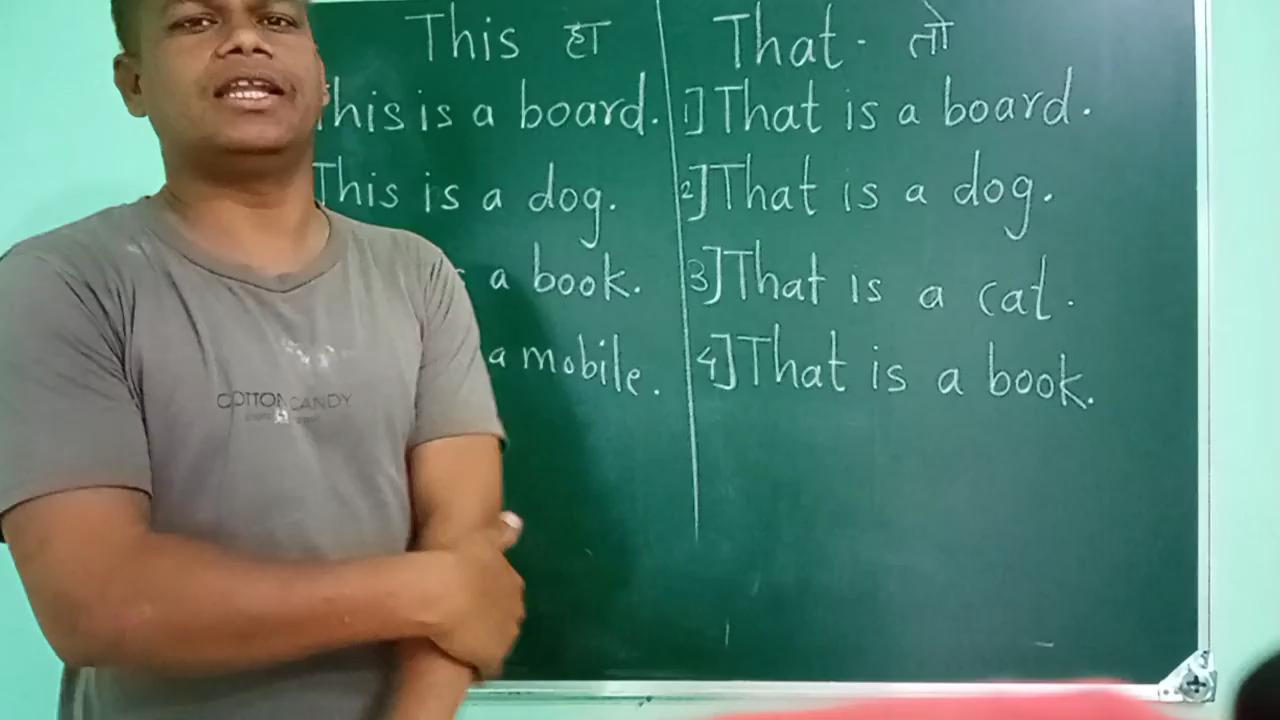 This हा
This is a board.
This is a dog.
a book.
a mobile.
That - तो
1] That is a board.
2] That is a dog.
3] That is a cat.
4] That is a book.
COTTON CANDY